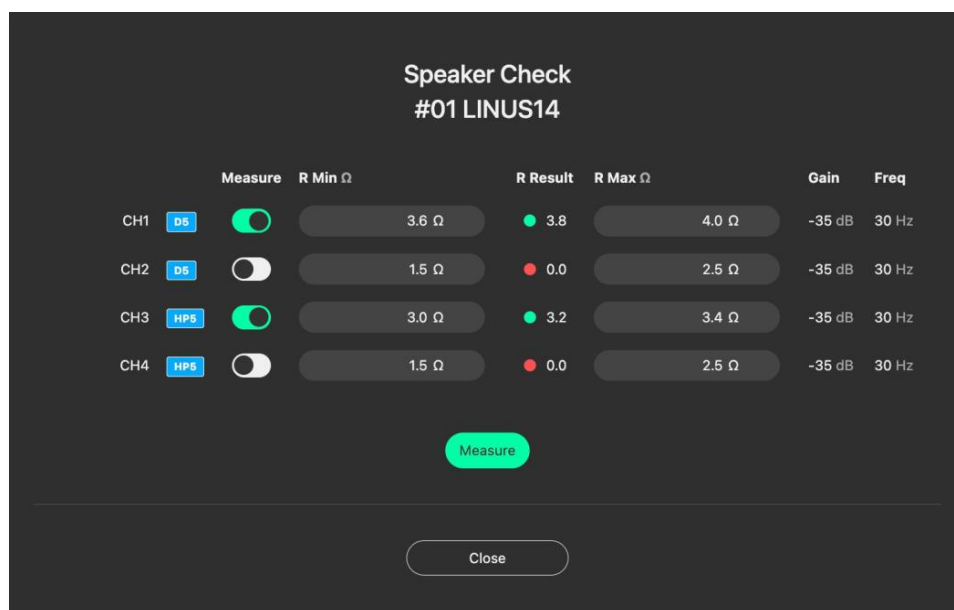 Speaker Check
#01 LINUS14
Measure R Min Ω R Result R Max Ω Gain Freq
CH1 D5 3.6 Ω 3.8 4.0 Ω -35 dB 30 Hz
CH2 D5 1.5 Ω 0.0 2.5 Ω -35 dB 30 Hz
CH3 HP5 3.0 Ω 3.2 3.4 Ω -35 dB 30 Hz
CH4 HP5 1.5 Ω 0.0 2.5 Ω -35 dB 30 Hz
Measure
Close